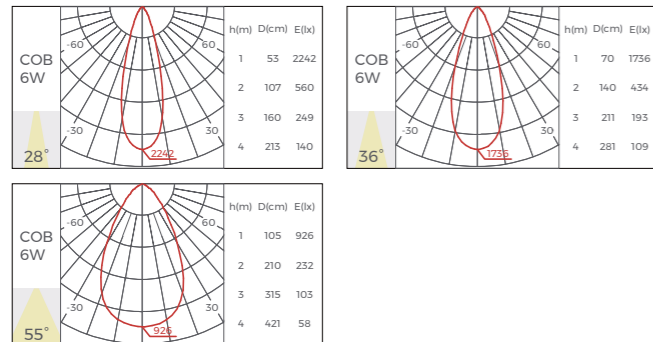 COB
6W
28°
-60
60
-30
30
2242
h(m) D(cm) E(lx)
1 53 2242
2 107 560
3 160 249
4 213 140
COB
6W
36°
-60
60
-30
30
1736
h(m) D(cm) E(lx)
1 70 1736
2 140 434
3 211 193
4 281 109
COB
6W
55°
-60
60
-30
30
926
h(m) D(cm) E(lx)
1 105 926
2 210 232
3 315 103
4 421 58